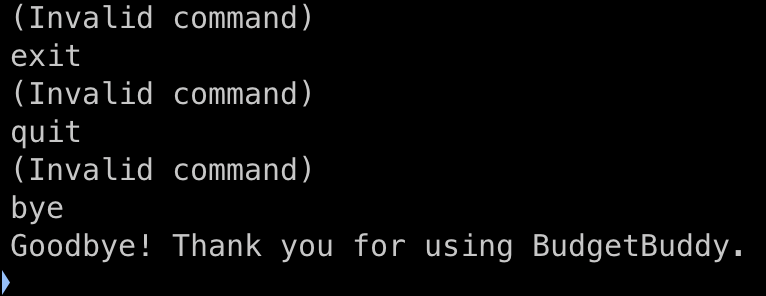 (Invalid command)
exit
(Invalid command)
quit
(Invalid command)
bye
Goodbye! Thank you for using BudgetBuddy.